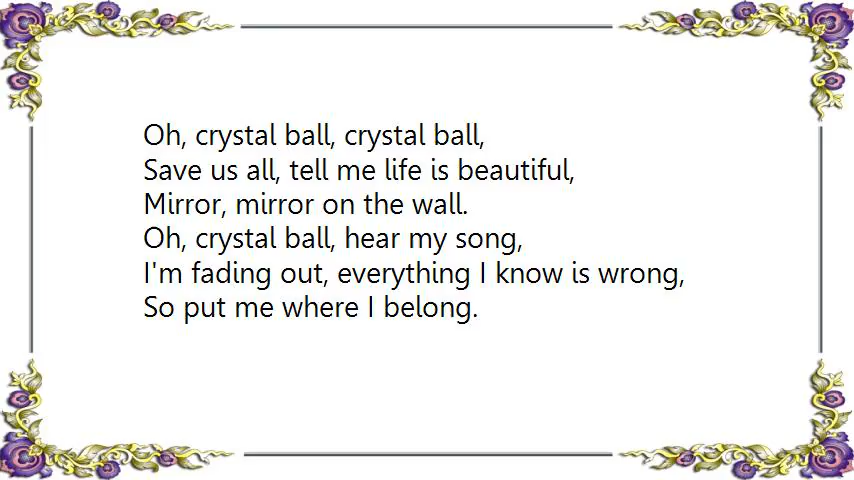 Oh, crystal ball, crystal ball,
Save us all, tell me life is beautiful,
Mirror, mirror on the wall.
Oh, crystal ball, hear my song,
I'm fading out, everything I know is wrong,
So put me where I belong.